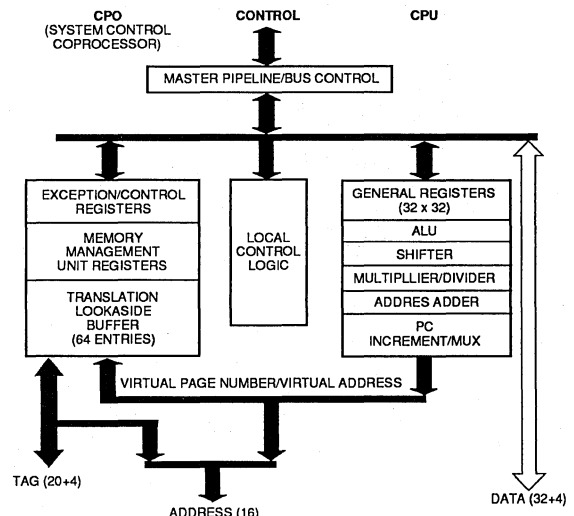 CPO
(SYSTEM CONTROL
COPROCESSOR)
CONTROL
CPU
MASTER PIPELINE/BUS CONTROL
EXCEPTION/CONTROL
REGISTERS
MEMORY
MANAGEMENT
UNIT REGISTERS
TRANSLATION
LOOKASIDE
BUFFER
(64 ENTRIES)
LOCAL
CONTROL
LOGIC
GENERAL REGISTERS
(32 x 32)
ALU
SHIFTER
MULTIPLLIER/DIVIDER
ADDRES ADDER
PC
INCREMENT/MUX
VIRTUAL PAGE NUMBER/VIRTUAL ADDRESS
TAG (20+4)
ADDRESS (16)
DATA (32+4)